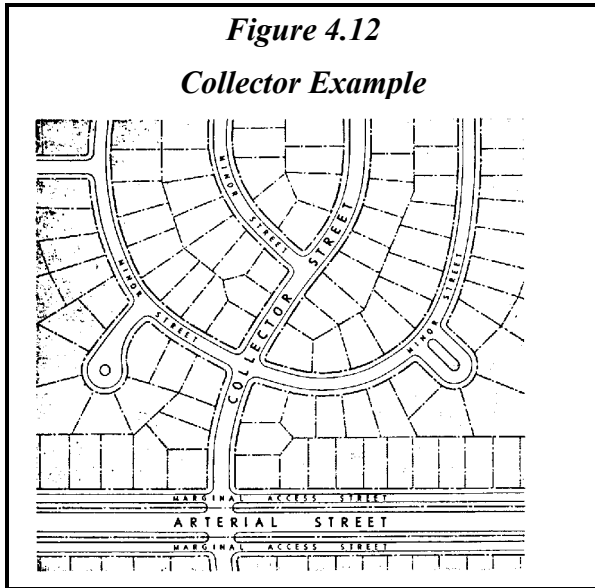 Figure 4.12
Collector Example
MINOR STREET
COLLECTOR STREET
MINOR STREET
MINOR STREET
MARGINAL ACCESS STREET
ARTERIAL STREET
MARGINAL ACCESS STREET